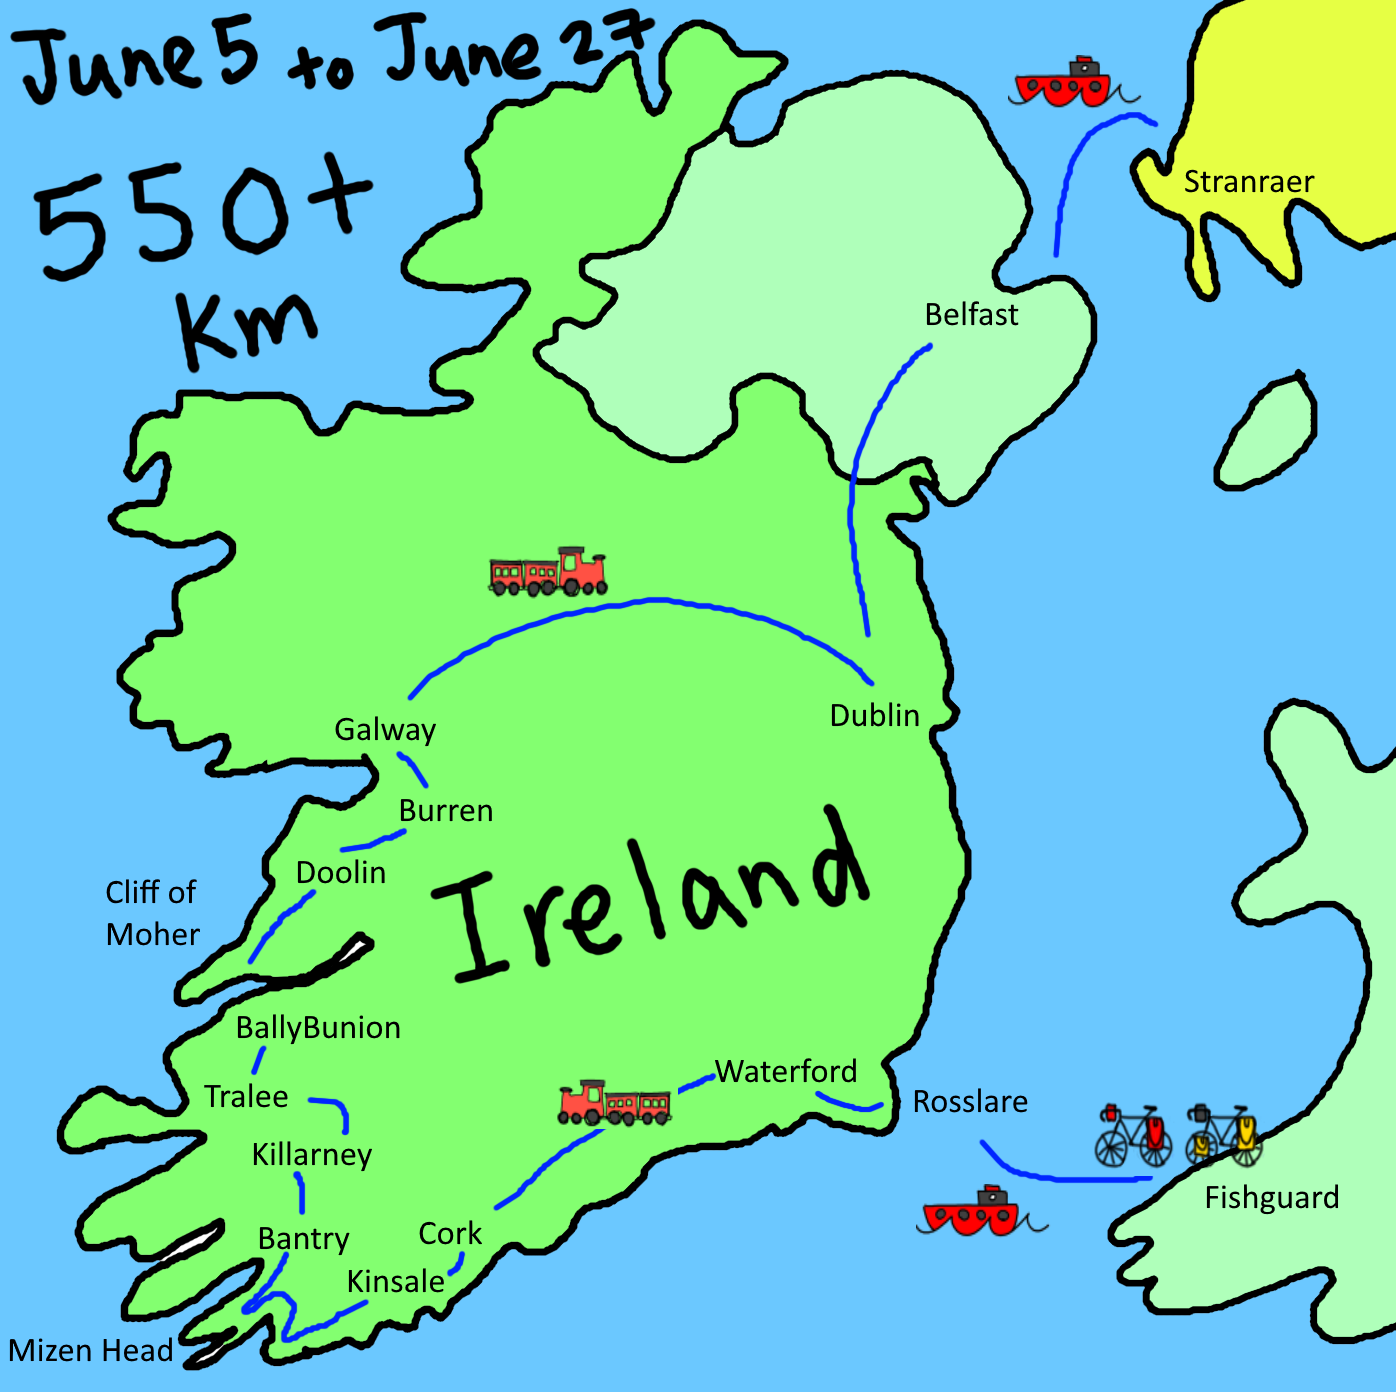 June 5 to June 27
550+
Km
Stranraer
Belfast
Galway
Dublin
Burren
Doolin
Cliff of
Moher
Ireland
BallyBunion
Tralee
Waterford
Rosslare
Killarney
Fishguard
Bantry
Cork
Kinsale
Mizen Head